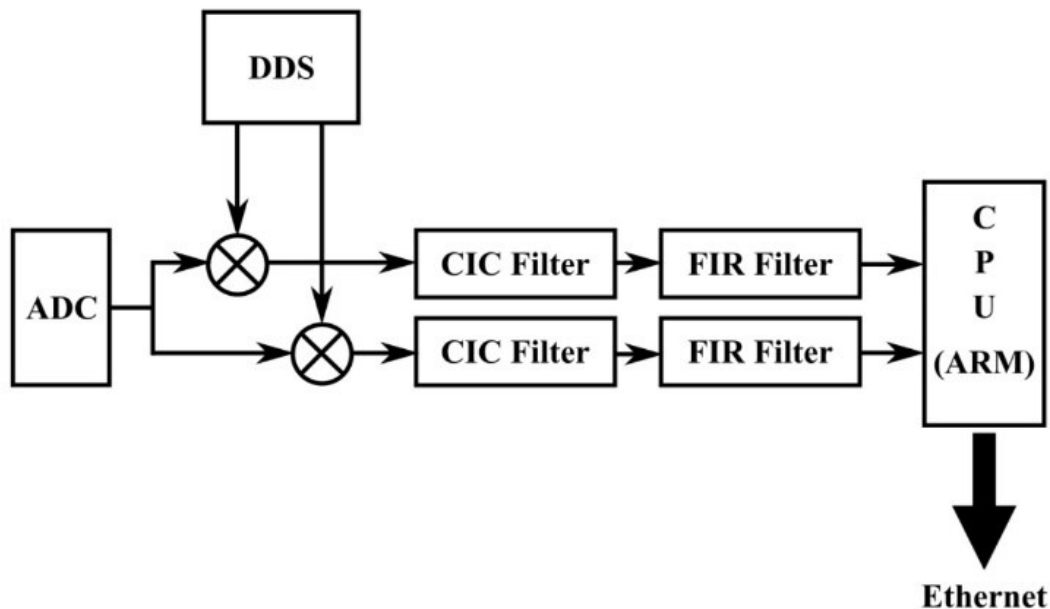 DDS
ADC
CIC Filter
FIR Filter
CIC Filter
FIR Filter
C
P
U
(ARM)
Ethernet